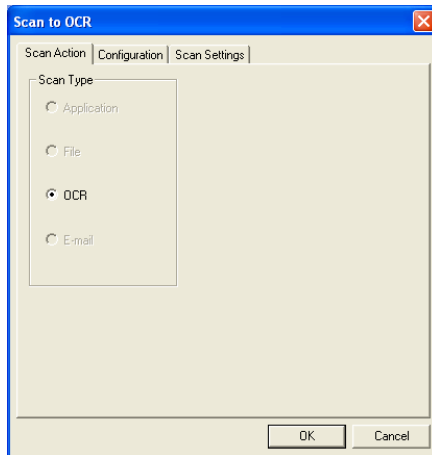 Scan to OCR
Scan Action Configuration Scan Settings
Scan Type
Application
File
OCR
E-mail
OK Cancel